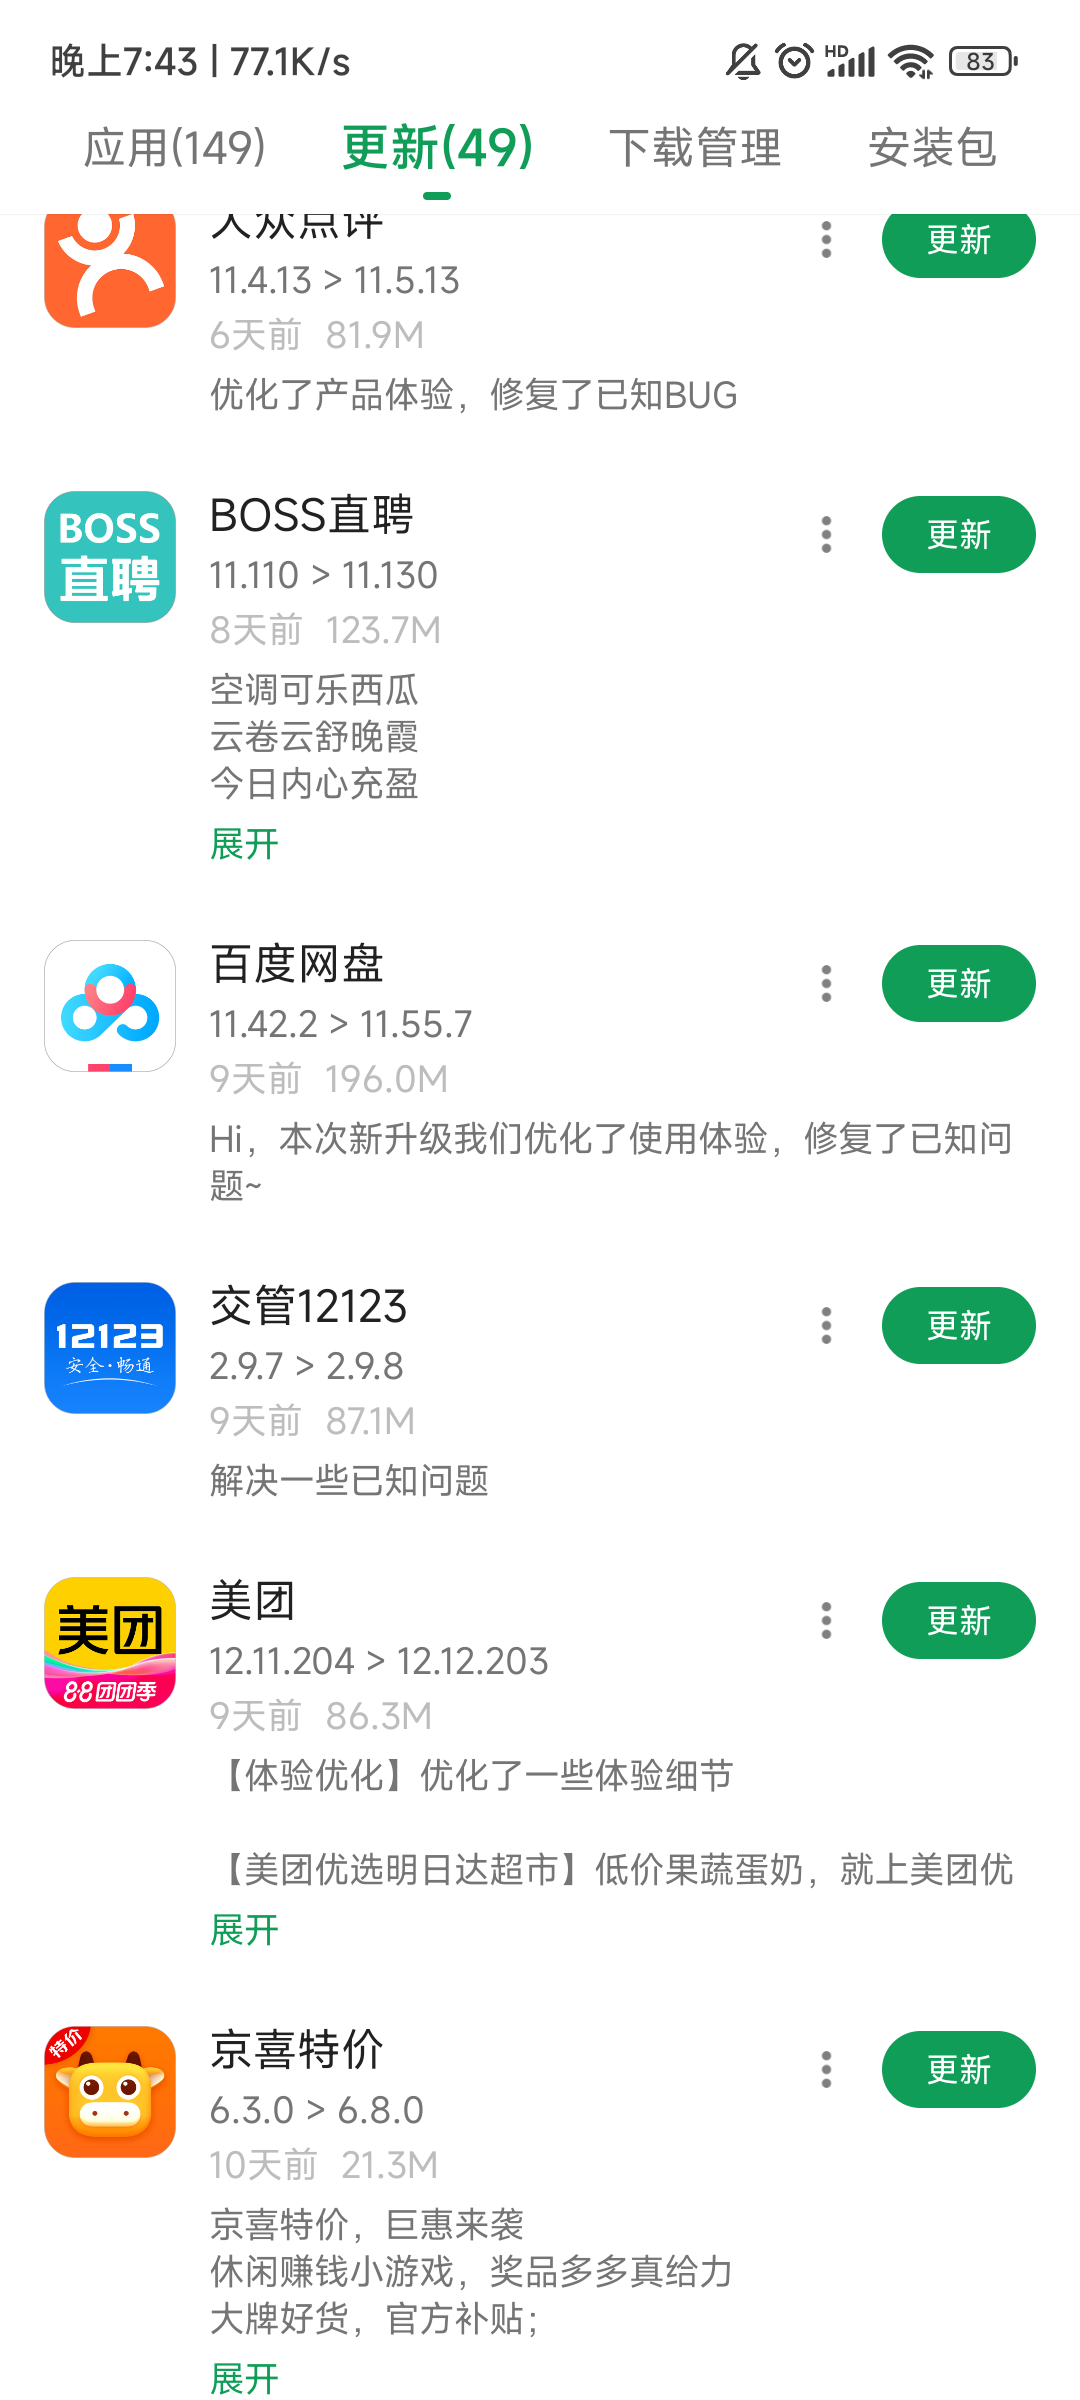 晚上7:43 | 77.1K/s
HD
83
应用(149)
更新(49)
下载管理
安装包
大众点评
更新
11.4.13 > 11.5.13
6天前 81.9M
优化了产品体验，修复了已知BUG
BOSS
直聘
BOSS直聘
更新
11.110 > 11.130
8天前 123.7M
空调可乐西瓜
云卷云舒晚霞
今日内心充盈
展开
百度网盘
更新
11.42.2 > 11.55.7
9天前 196.0M
Hi，本次新升级我们优化了使用体验，修复了已知问
题~
12123
安全·畅通
交管12123
更新
2.9.7 > 2.9.8
9天前 87.1M
解决一些已知问题
美团
88团团季
美团
更新
12.11.204 > 12.12.203
9天前 86.3M
【体验优化】优化了一些体验细节
【美团优选明日达超市】低价果蔬蛋奶，就上美团优
展开
特价
京喜特价
更新
6.3.0 > 6.8.0
10天前 21.3M
京喜特价，巨惠来袭
休闲赚钱小游戏，奖品多多真给力
大牌好货，官方补贴；
展开